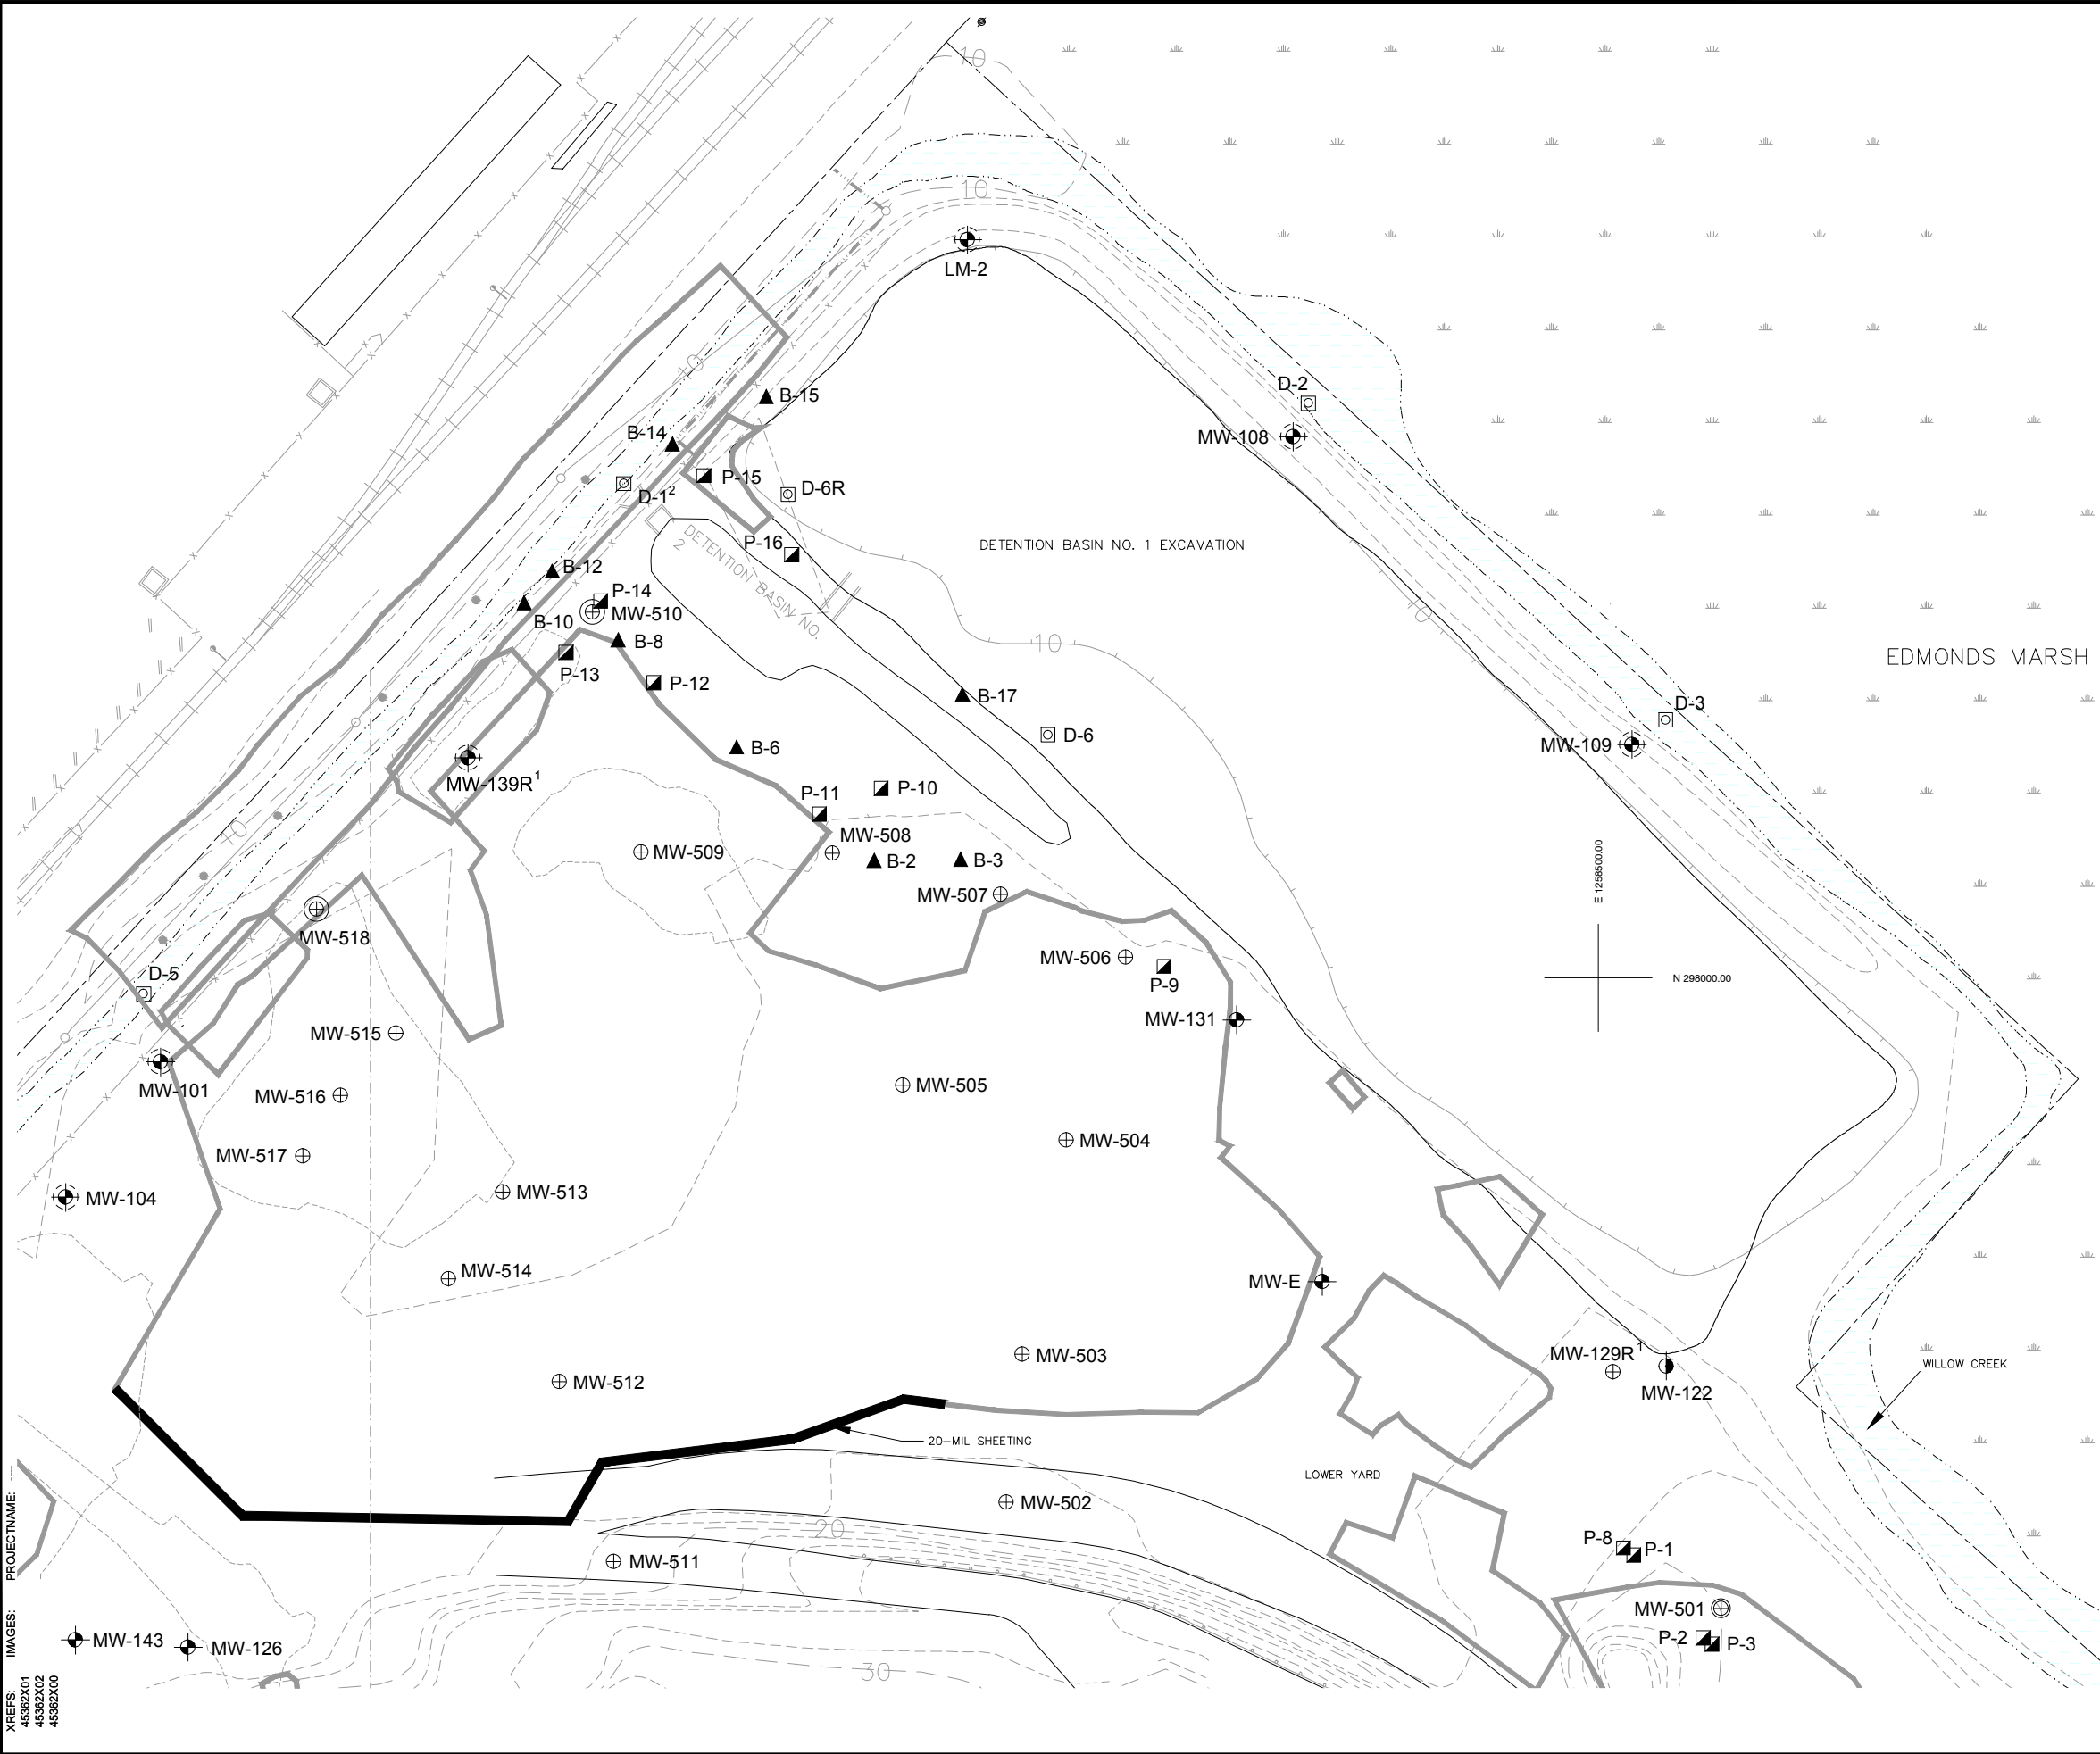 10
10
LM-2
10
D-2
B-15
MW-108
B-14
P-15
D-6R
D-1²
P-16
DETENTION BASIN NO.
2
DETENTION BASIN NO. 1 EXCAVATION
B-12
P-14
MW-510
B-10
B-8
10
10
EDMONDS MARSH
P-13
P-12
B-17
D-3
D-6
MW-109
B-6
MW-139R¹
P-10
P-11
10
MW-508
MW-509
B-2
B-3
E 1258500.00
MW-507
MW-518
MW-506
D-5
P-9
N 298000.00
MW-131
MW-515
MW-101
MW-505
MW-516
MW-504
MW-517
MW-513
MW-104
MW-514
MW-E
MW-503
MW-129R¹
WILLOW CREEK
MW-512
MW-122
20-MIL SHEETING
LOWER YARD
MW-502
20
P-8
P-1
MW-511
MW-501
MW-143
MW-126
P-2
P-3
30
XREFS: IMAGES: PROJECTNAME: ----
45362X01
45362X02
45362X00